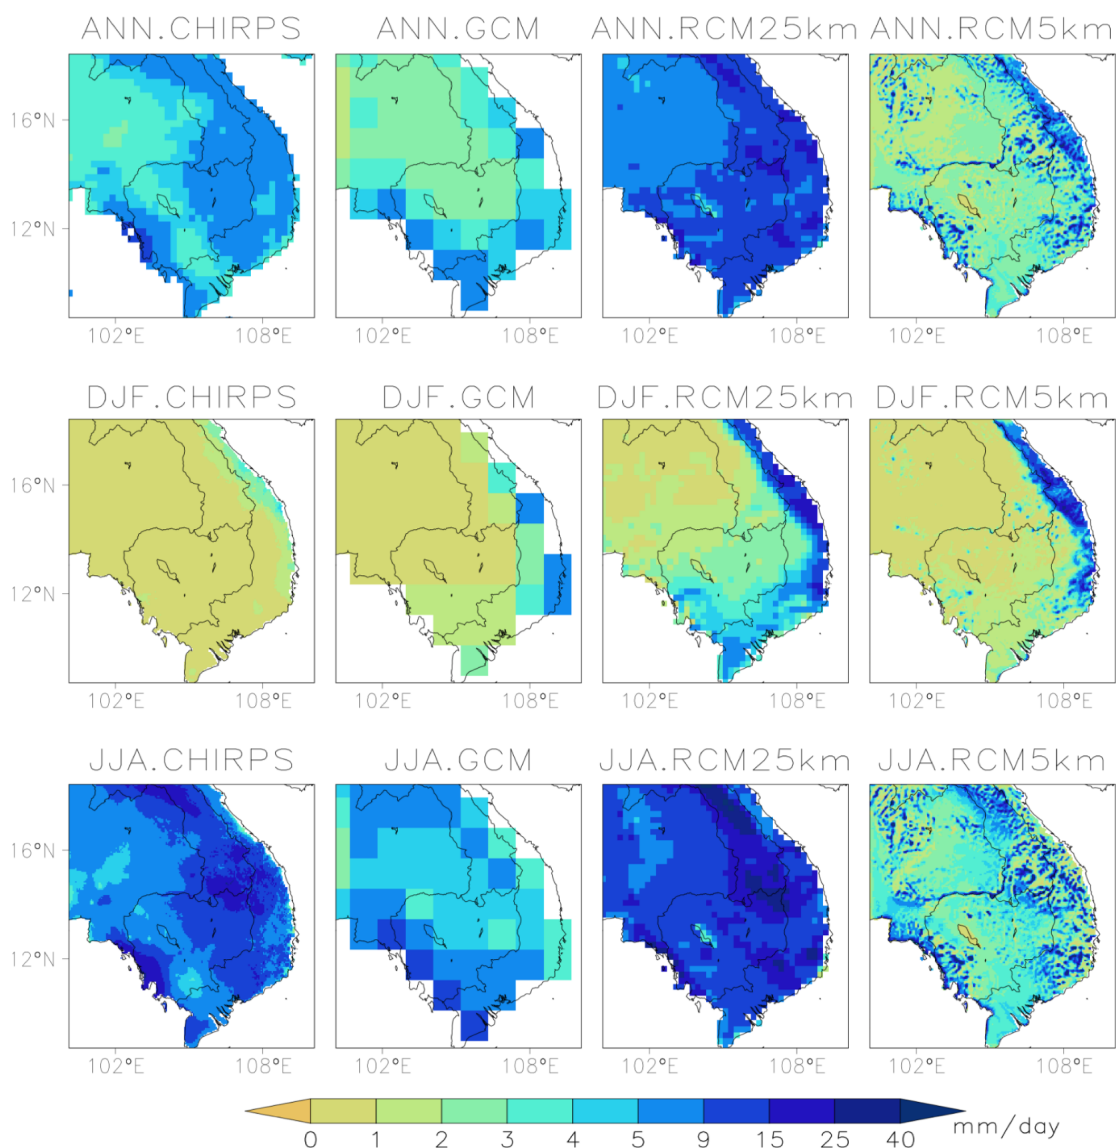 ANN.CHIRPS ANN.GCM ANN.RCM25km ANN.RCM5km
16°N
12°N
102°E 108°E 102°E 108°E 102°E 108°E 102°E 108°E
DJF.CHIRPS DJF.GCM DJF.RCM25km DJF.RCM5km
16°N
12°N
102°E 108°E 102°E 108°E 102°E 108°E 102°E 108°E
JJA.CHIRPS JJA.GCM JJA.RCM25km JJA.RCM5km
16°N
12°N
102°E 108°E 102°E 108°E 102°E 108°E 102°E 108°E
0 1 2 3 4 5 9 15 25 40 mm/day